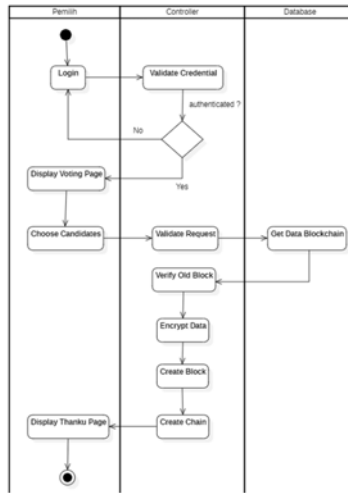 Pemilih Controller Database
Login
Validate Credential
authenticated ?
No
Yes
Display Voting Page
Choose Candidates
Validate Request
Get Data Blockchain
Verify Old Block
Encrypt Data
Create Block
Create Chain
Display Thanku Page